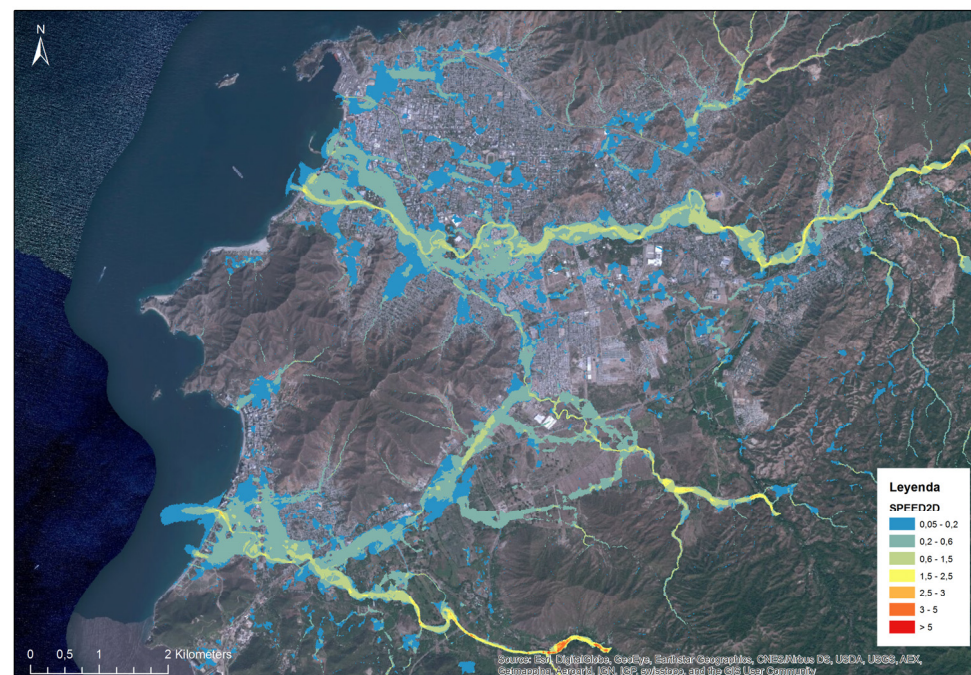 N
Leyenda
SPEED2D
0,05 - 0,2
0,2 - 0,6
0,6 - 1,5
1,5 - 2,5
2.5 - 3
3 - 5
> 5
0 0,5 1 2 Kilometers
Source: Esri, DigitalGlobe, GeoEye, Earthstar Geographics, CNES/Airbus DS, USDA, USGS, AEX,
Getmapping, Aerogrid, IGN, IGP, swisstopo, and the GIS User Community